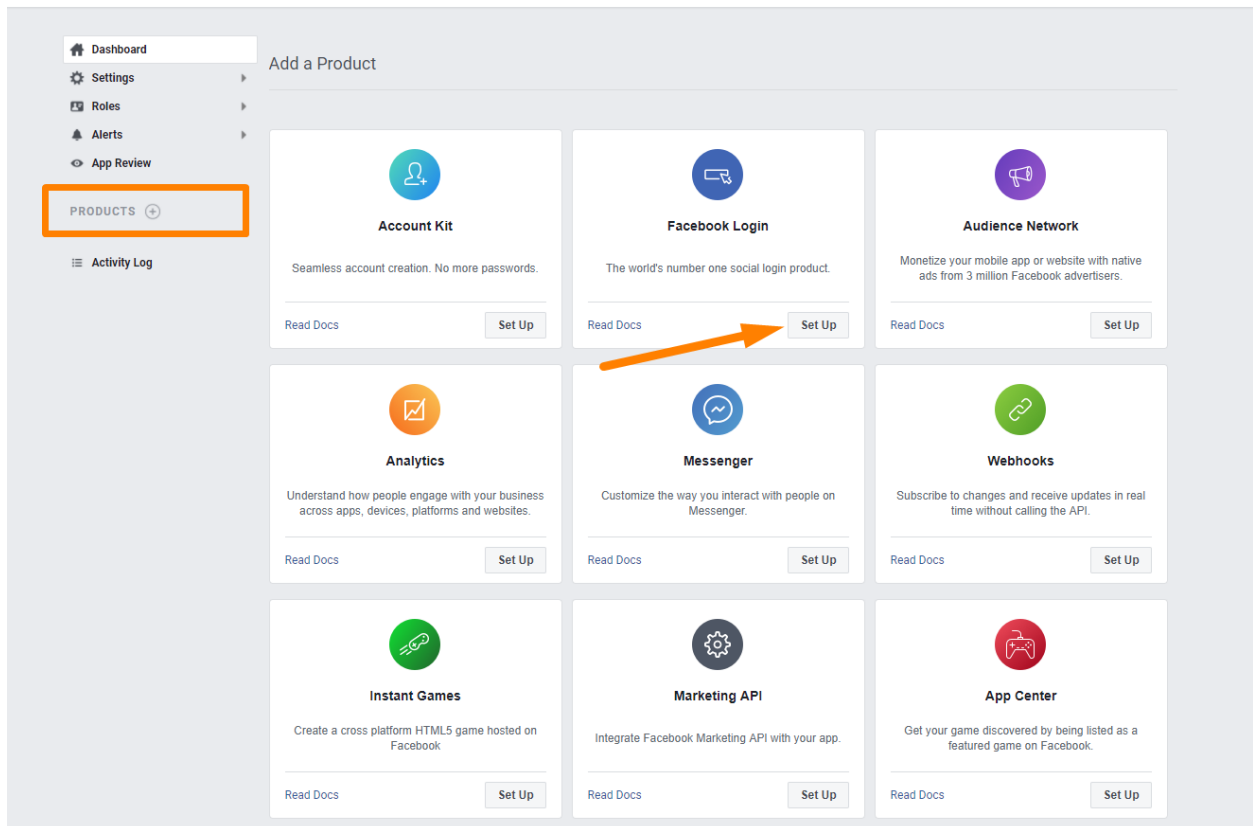 Dashboard
Settings
Roles
Alerts
App Review
PRODUCTS
Activity Log
Add a Product
Account Kit
Seamless account creation. No more passwords.
Read Docs
Set Up
Facebook Login
The world's number one social login product.
Read Docs
Set Up
Audience Network
Monetize your mobile app or website with native
ads from 3 million Facebook advertisers.
Read Docs
Set Up
Analytics
Understand how people engage with your business
across apps, devices, platforms and websites.
Read Docs
Set Up
Messenger
Customize the way you interact with people on
Messenger.
Read Docs
Set Up
Webhooks
Subscribe to changes and receive updates in real
time without calling the API.
Read Docs
Set Up
Instant Games
Create a cross platform HTML5 game hosted on
Facebook
Read Docs
Set Up
Marketing API
Integrate Facebook Marketing API with your app.
Read Docs
Set Up
App Center
Get your game discovered by being listed as a
featured game on Facebook.
Read Docs
Set Up